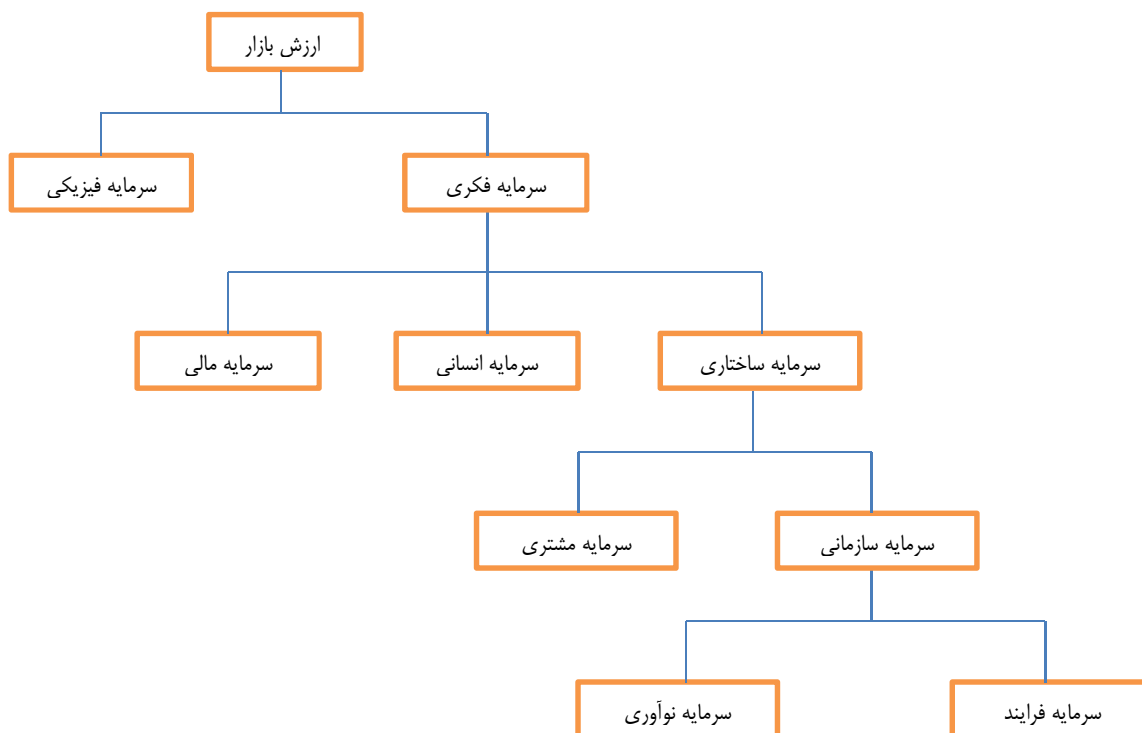 ارزش بازار
سرمایه فکری
سرمایه فیزیکی
سرمایه ساختاری
سرمایه انسانی
سرمایه مالی
سرمایه سازمانی
سرمایه مشتری
سرمایه فرایند
سرمایه نوآوری